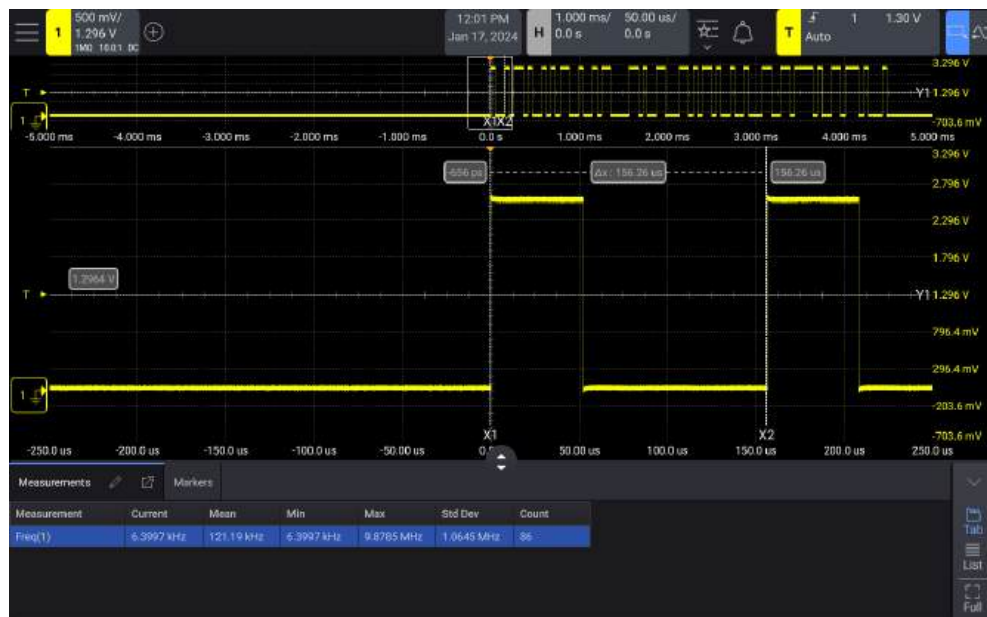 500 mV/
1
1.296 V
1MΩ 10.0:1 DC
12:01 PM
Jan 17, 2024
H
1.000 ms/ 50.00 us/
0.0 s 0.0 s
T
1 1.30 V
Auto
3.296 V
T
Y1 1.296 V
1
X1X2
-703.6 mV
-5.000 ms -4.000 ms -3.000 ms -2.000 ms -1.000 ms 0.0 s 1.000 ms 2.000 ms 3.000 ms 4.000 ms 5.000 ms
3.296 V
-656 ps Δx : 156.26 us 156.26 us
2.796 V
2.296 V
1.796 V
1.2964 V
T
Y1 1.296 V
796.4 mV
296.4 mV
1
-203.6 mV
X1 X2
-703.6 mV
-250.0 us -200.0 us -150.0 us -100.0 us -50.00 us 50.00 us 100.0 us 150.0 us 200.0 us 250.0 us
Measurements Markers
Measurement Current Mean Min Max Std Dev Count
Freq(1) 6.3997 kHz 121.19 kHz 6.3997 kHz 9.8785 MHz 1.0645 MHz 86
Tab
List
Full